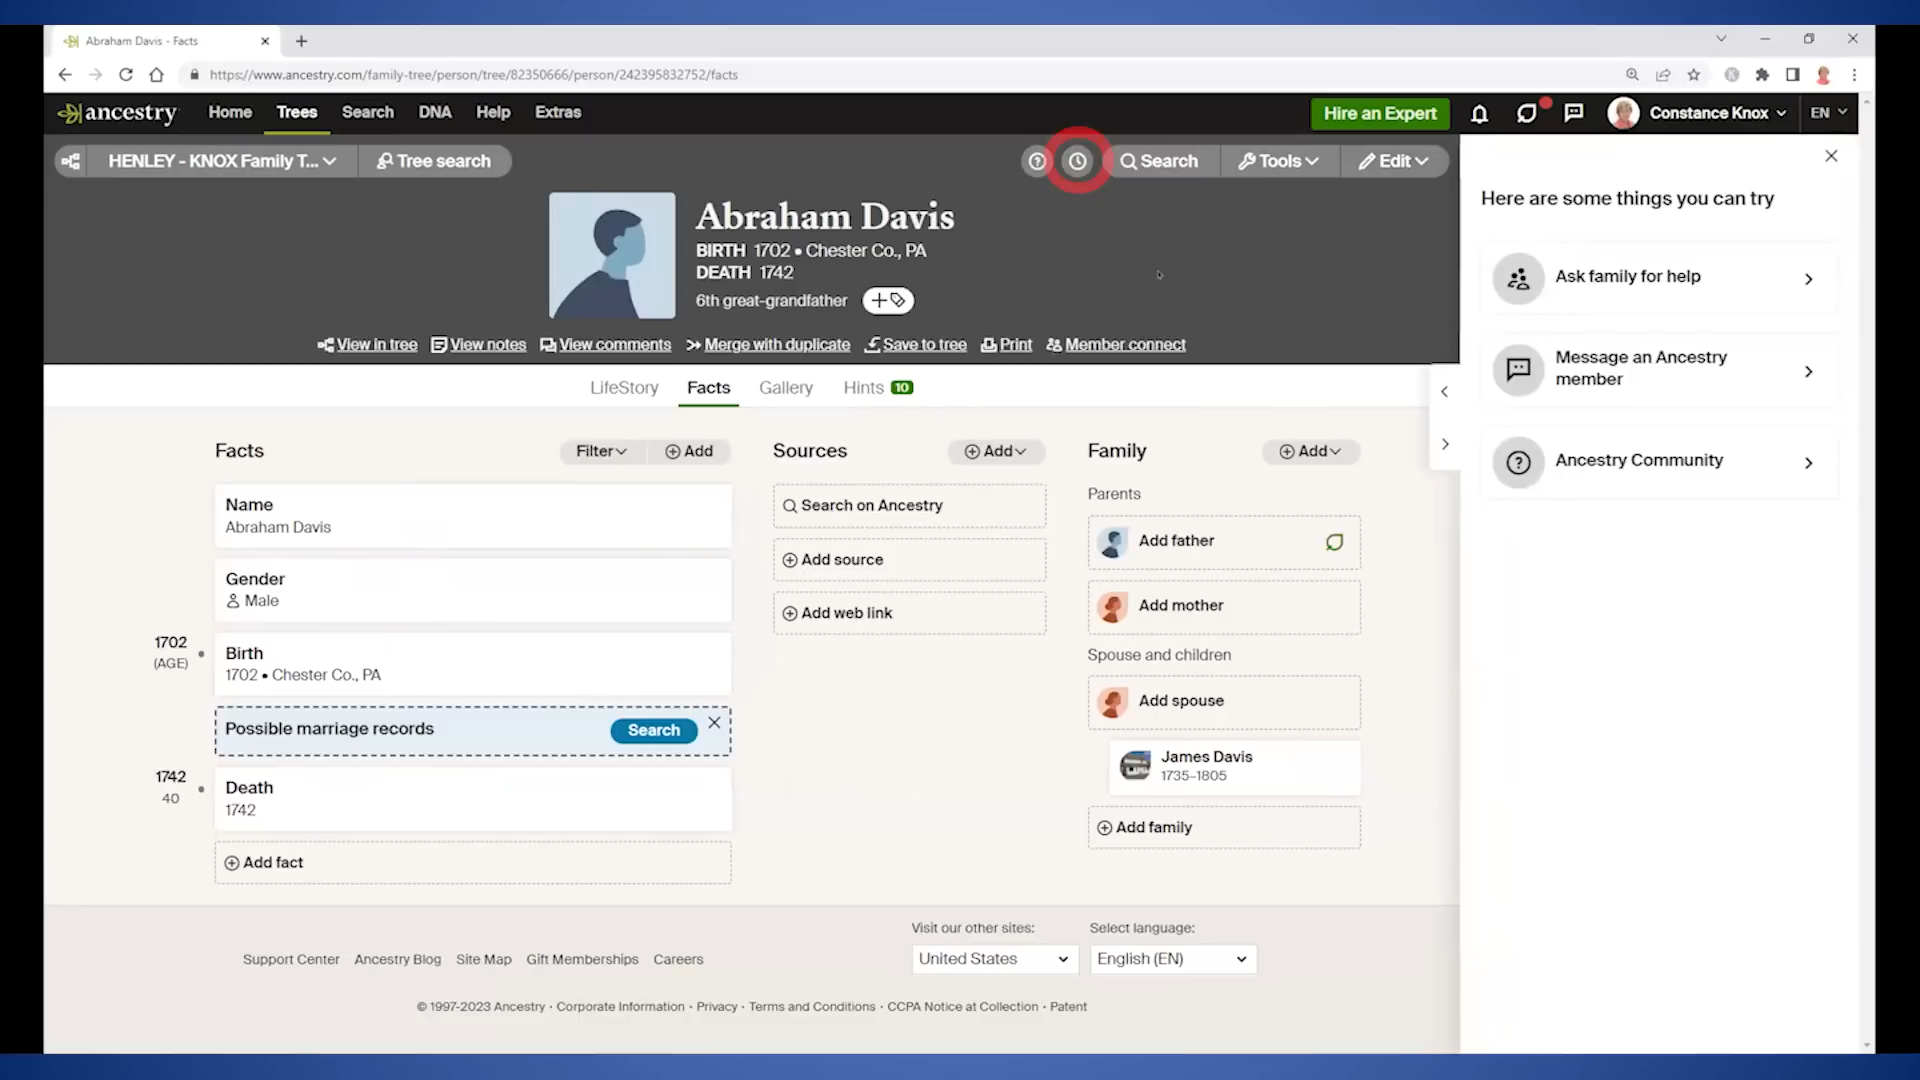 Abraham Davis - Facts
https://www.ancestry.com/family-tree/person/tree/82350666/person/242395832752/facts
ancestry Home Trees Search DNA Help Extras Hire an Expert Constance Knox EN
HENLEY - KNOX Family T... Tree search Search Tools Edit
Abraham Davis
BIRTH 1702 • Chester Co., PA
DEATH 1742
6th great-grandfather
View in tree View notes View comments Merge with duplicate Save to tree Print Member connect
LifeStory Facts Gallery Hints 10
Facts Filter Add
Name
Abraham Davis
Gender
Male
1702
(AGE)
Birth
1702 • Chester Co., PA
Possible marriage records Search
1742
40
Death
1742
Add fact
Sources Add
Search on Ancestry
Add source
Add web link
Family Add
Parents
Add father
Add mother
Spouse and children
Add spouse
James Davis
1735–1805
Add family
Here are some things you can try
Ask family for help
Message an Ancestry
member
Ancestry Community
Visit our other sites: Select language:
Support Center Ancestry Blog Site Map Gift Memberships Careers United States English (EN)
© 1997-2023 Ancestry · Corporate Information · Privacy · Terms and Conditions · CCPA Notice at Collection · Patent